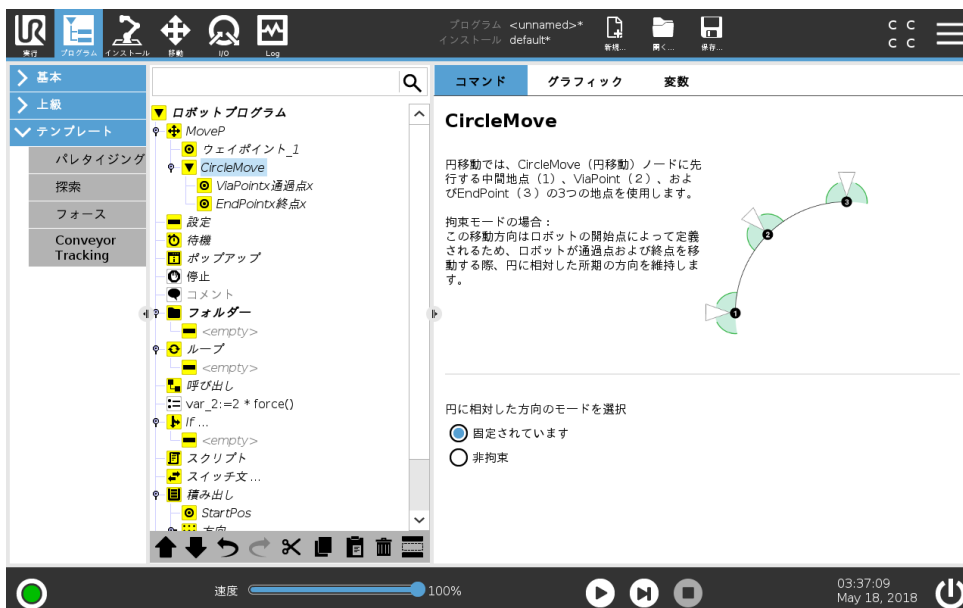 UR
実行
プログラム
インストール
移動
I/O
Log
プログラム <unnamed>*
インストール default*
新規...
開く...
保存...
C C
C C
基本
上級
テンプレート
パレタイジング
探索
フォース
Conveyor
Tracking
ロボットプログラム
MoveP
ウェイポイント_1
CircleMove
ViaPointx通過点x
EndPointx終点x
設定
待機
ポップアップ
停止
コメント
フォルダー
<empty>
ループ
<empty>
呼び出し
var_2:=2 * force()
If ...
<empty>
スクリプト
スイッチ文 ...
積み出し
StartPos
方向
コマンド
グラフィック
変数
CircleMove
円移動では、CircleMove（円移動）ノードに先
行する中間地点（1）、ViaPoint（2）、およ
びEndPoint（3）の3つの地点を使用します。
拘束モードの場合：
この移動方向はロボットの開始点によって定義
されるため、ロボットが通過点および終点を移
動する際、円に相対した所期の方向を維持しま
す。
1
2
3
円に相対した方向のモードを選択
固定されています
非拘束
速度
100%
03:37:09
May 18, 2018